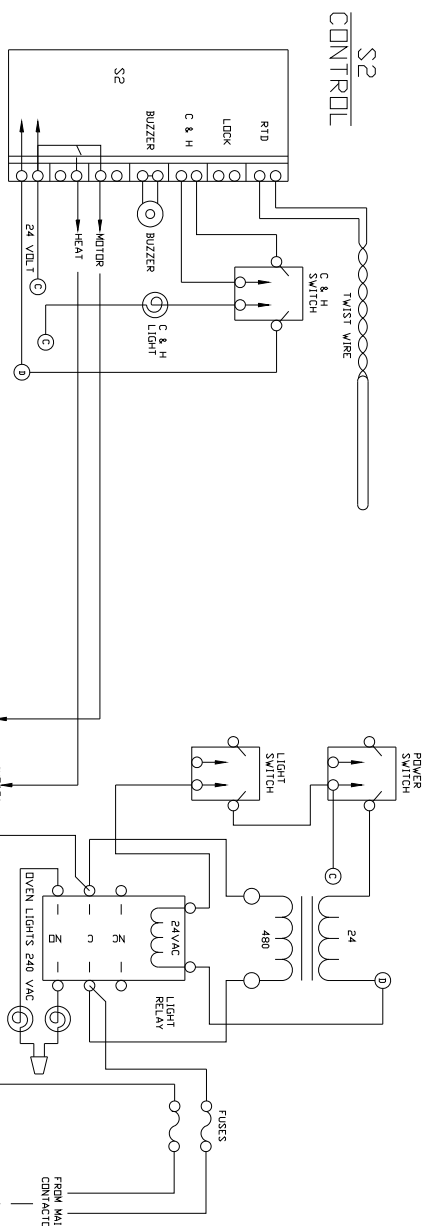 S2
CONTROL
S2
RTD
LOCK
C & H
BUZZER
TWIST WIRE
C & H
SWITCH
C & H
LIGHT
BUZZER
MOTOR
HEAT
24 VOLT
C
C
D
POWER
SWITCH
LIGHT
SWITCH
C
24
480
D
24VAC
LIGHT
RELAY
NC
C
NO
OVEN LIGHTS 240 VAC
FUSES
FROM MAI
CONTACTO